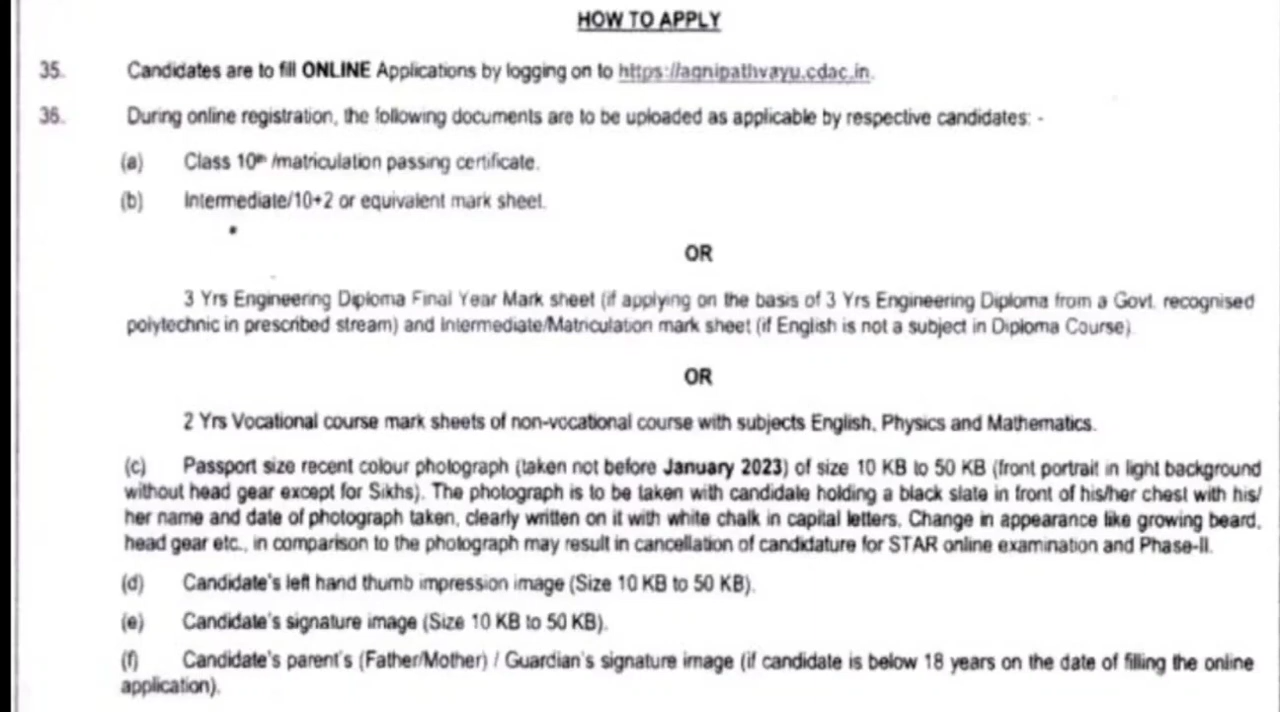 HOW TO APPLY
35. Candidates are to fill ONLINE Applications by logging on to https://agnipathvayu.cdac.in.
36. During online registration, the following documents are to be uploaded as applicable by respective candidates: -
(a) Class 10th /matriculation passing certificate.
(b) Intermediate/10+2 or equivalent mark sheet.
OR
3 Yrs Engineering Diploma Final Year Mark sheet (if applying on the basis of 3 Yrs Engineering Diploma from a Govt. recognised
polytechnic in prescribed stream) and Intermediate/Matriculation mark sheet (if English is not a subject in Diploma Course).
OR
2 Yrs Vocational course mark sheets of non-vocational course with subjects English, Physics and Mathematics.
(c) Passport size recent colour photograph (taken not before January 2023) of size 10 KB to 50 KB (front portrait in light background
without head gear except for Sikhs). The photograph is to be taken with candidate holding a black slate in front of his/her chest with his/
her name and date of photograph taken, clearly written on it with white chalk in capital letters. Change in appearance like growing beard,
head gear etc., in comparison to the photograph may result in cancellation of candidature for STAR online examination and Phase-II.
(d) Candidate's left hand thumb impression image (Size 10 KB to 50 KB).
(e) Candidate's signature image (Size 10 KB to 50 KB).
(f) Candidate's parent's (Father/Mother) / Guardian's signature image (if candidate is below 18 years on the date of filling the online
application).